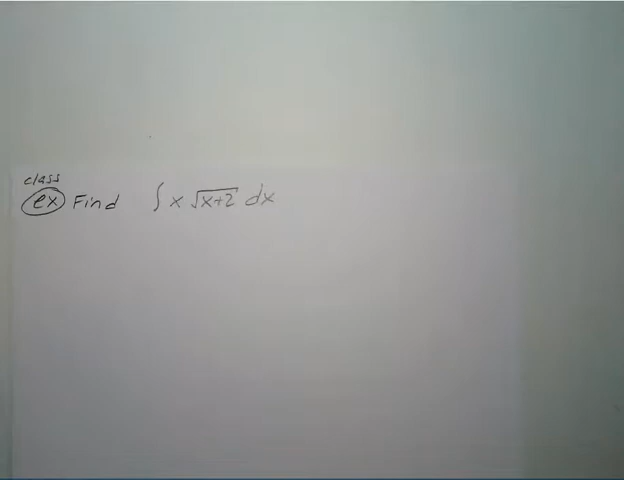 class
ex Find ∫ x √x+2 dx